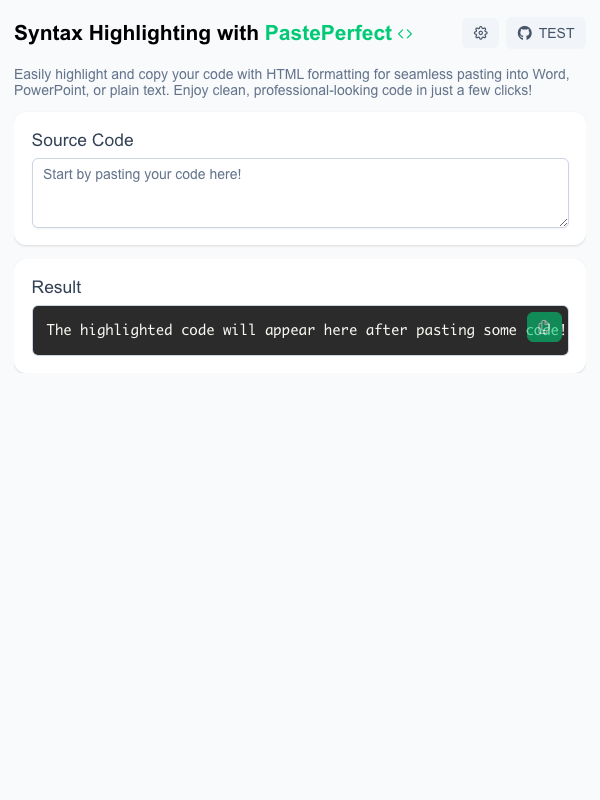 Syntax Highlighting with PastePerfect <>
TEST
Easily highlight and copy your code with HTML formatting for seamless pasting into Word,
PowerPoint, or plain text. Enjoy clean, professional-looking code in just a few clicks!
Source Code
Start by pasting your code here!
Result
The highlighted code will appear here after pasting some code!